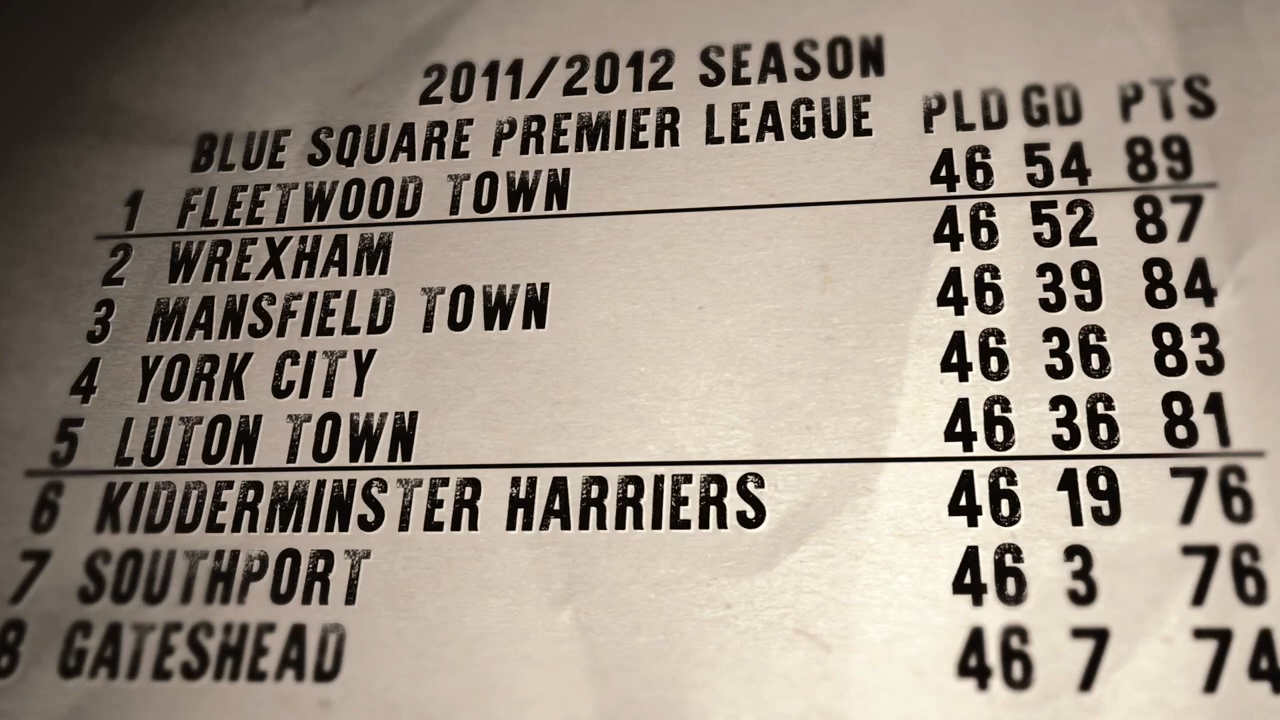 2011/2012 SEASON
BLUE SQUARE PREMIER LEAGUE PLD GD PTS
1 FLEETWOOD TOWN 46 54 89
2 WREXHAM 46 52 87
3 MANSFIELD TOWN 46 39 84
4 YORK CITY 46 36 83
5 LUTON TOWN 46 36 81
6 KIDDERMINSTER HARRIERS 46 19 76
7 SOUTHPORT 46 3 76
8 GATESHEAD 46 7 74